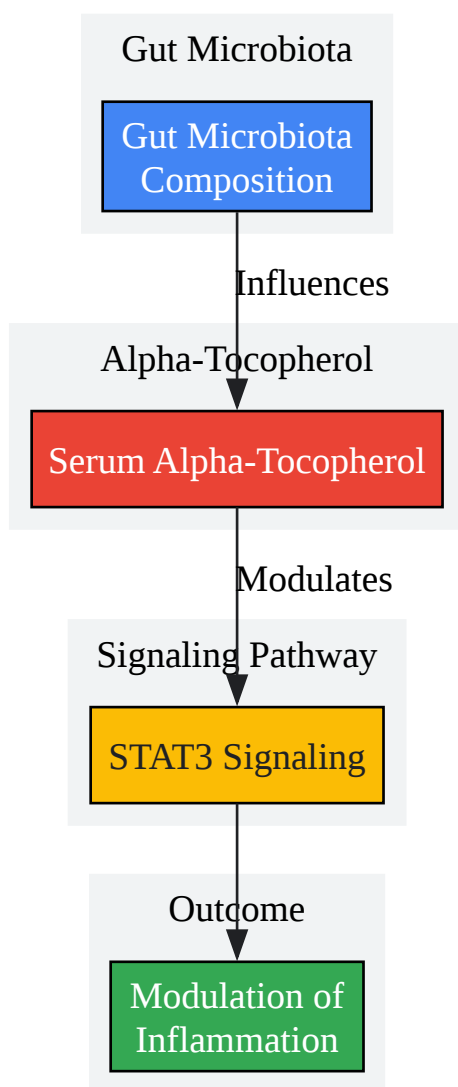 Gut Microbiota
Gut Microbiota
Composition
Influences
Alpha-Tocopherol
Serum Alpha-Tocopherol
Modulates
Signaling Pathway
STAT3 Signaling
Outcome
Modulation of
Inflammation